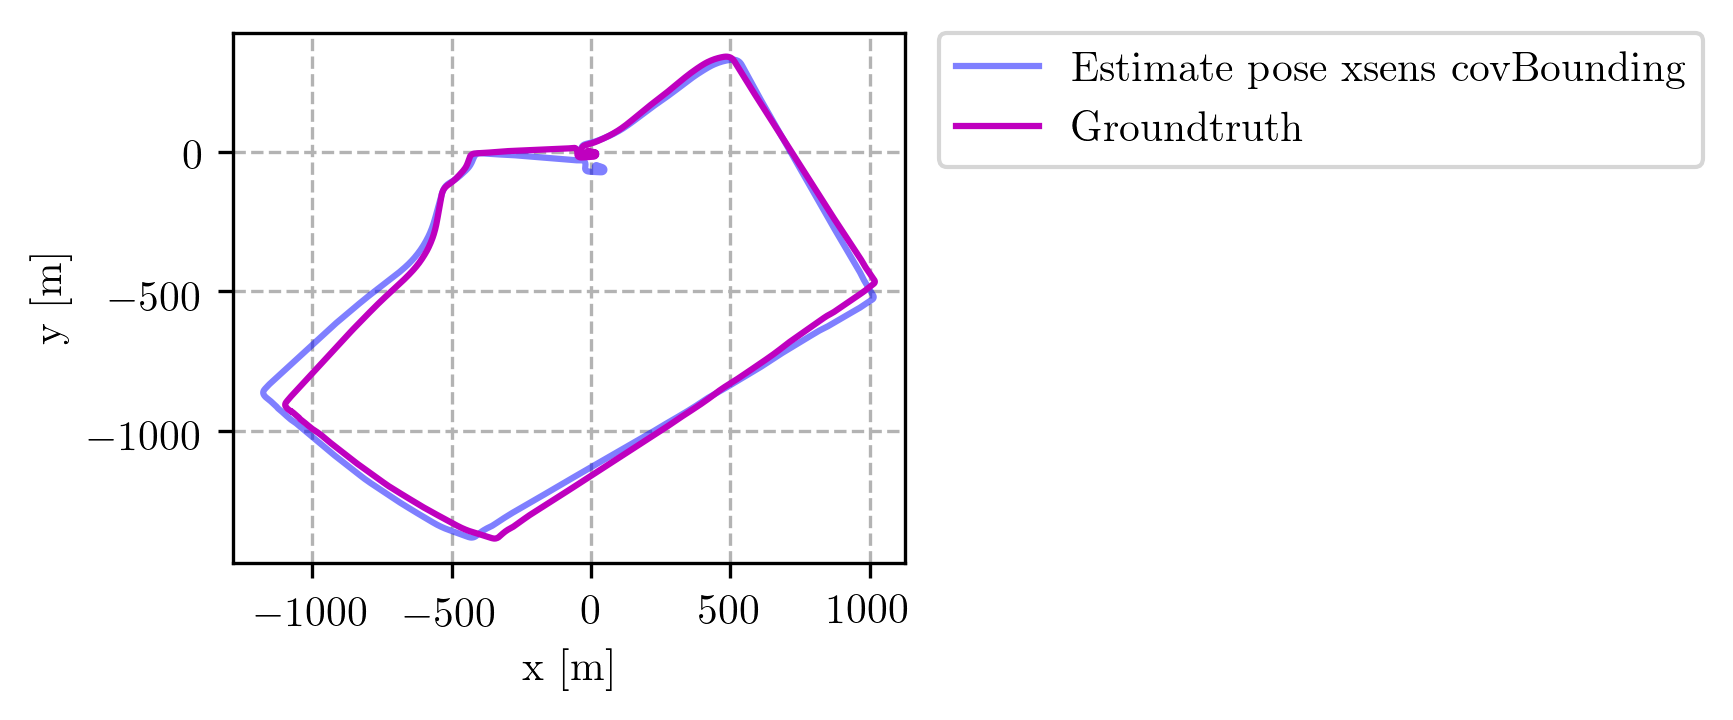 Estimate pose xsens covBounding
Groundtruth
0
−500
−1000
y [m]
−1000 −500 0 500 1000
x [m]